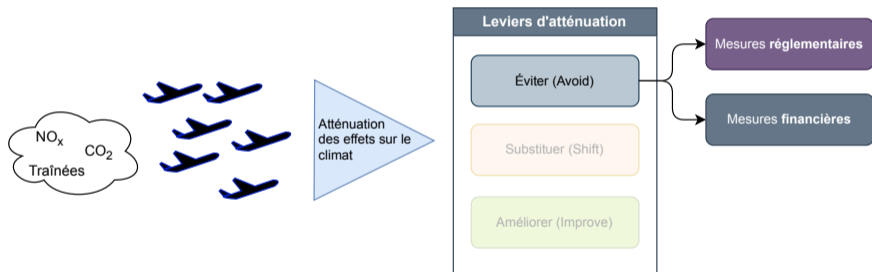 NOx
CO2
Traînées
Atténuation
des effets sur le
climat
Leviers d'atténuation
Éviter (Avoid)
Substituer (Shift)
Améliorer (Improve)
Mesures réglementaires
Mesures financières